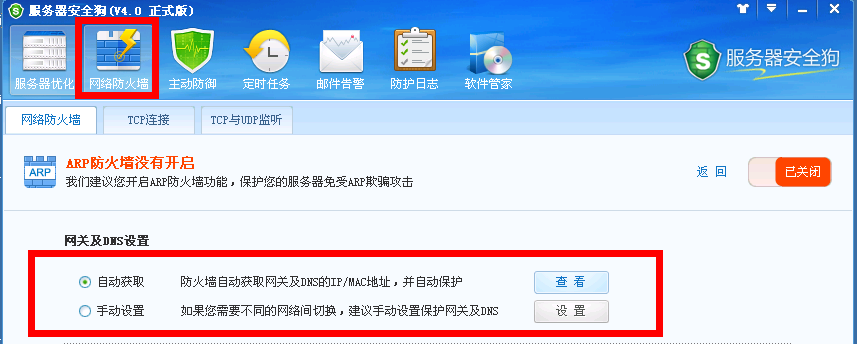 服务器安全狗(V4.0 正式版)
服务器优化 网络防火墙 主动防御 定时任务 邮件告警 防护日志 软件管家
S 服务器安全狗
网络防火墙 TCP连接 TCP与UDP监听
ARP ARP防火墙没有开启
我们建议您开启ARP防火墙功能，保护您的服务器免受ARP欺骗攻击
返 回 已关闭
网关及DNS设置
自动获取 防火墙自动获取网关及DNS的IP/MAC地址，并自动保护 查 看
手动设置 如果您需要不同的网络间切换，建议手动设置保护网关及DNS 设 置